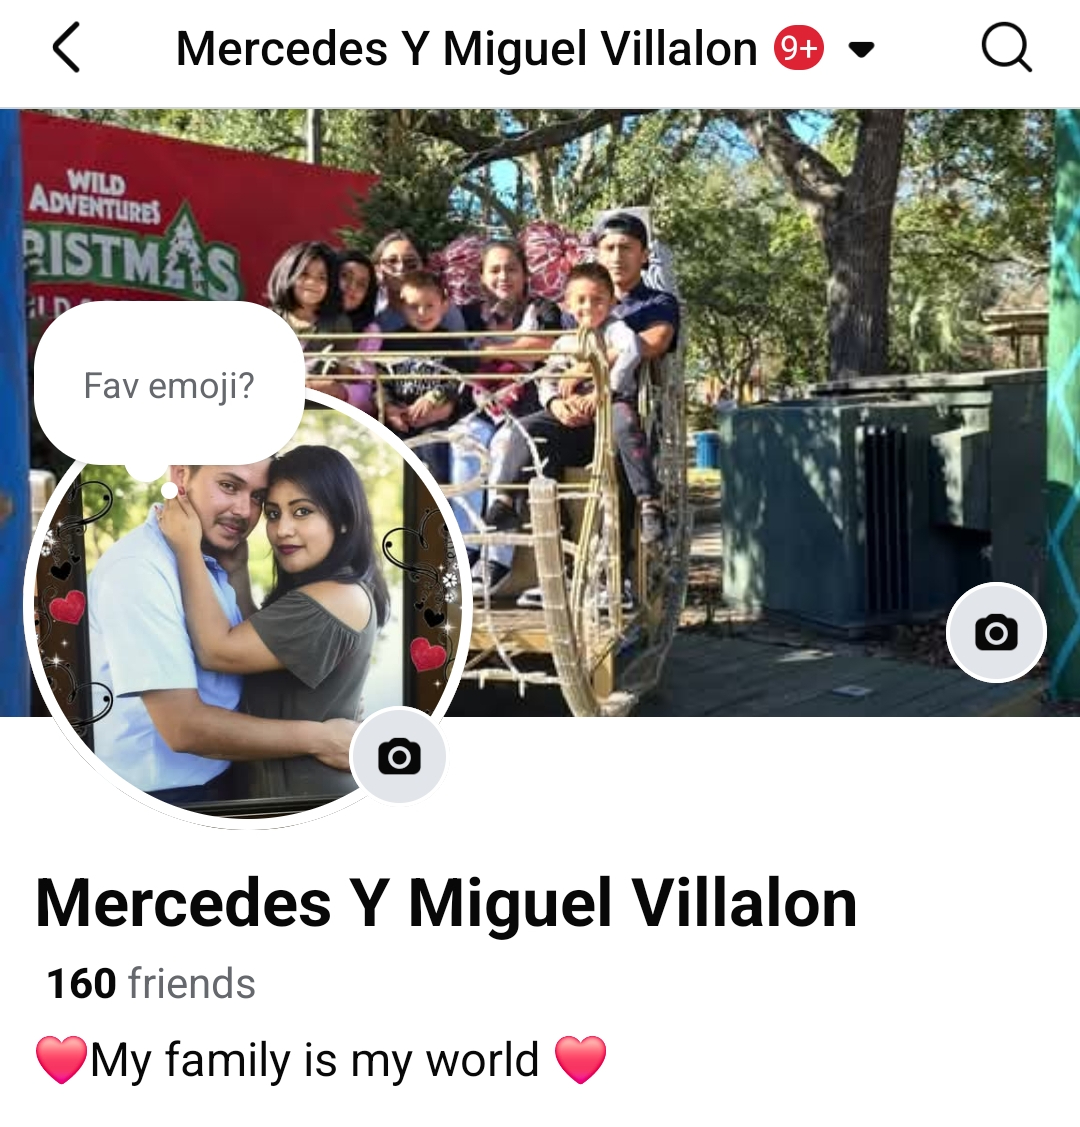 Mercedes Y Miguel Villalon 9+
WILD
ADVENTURES
RISTMAS
Fav emoji?
Mercedes Y Miguel Villalon
160 friends
❤️My family is my world ❤️